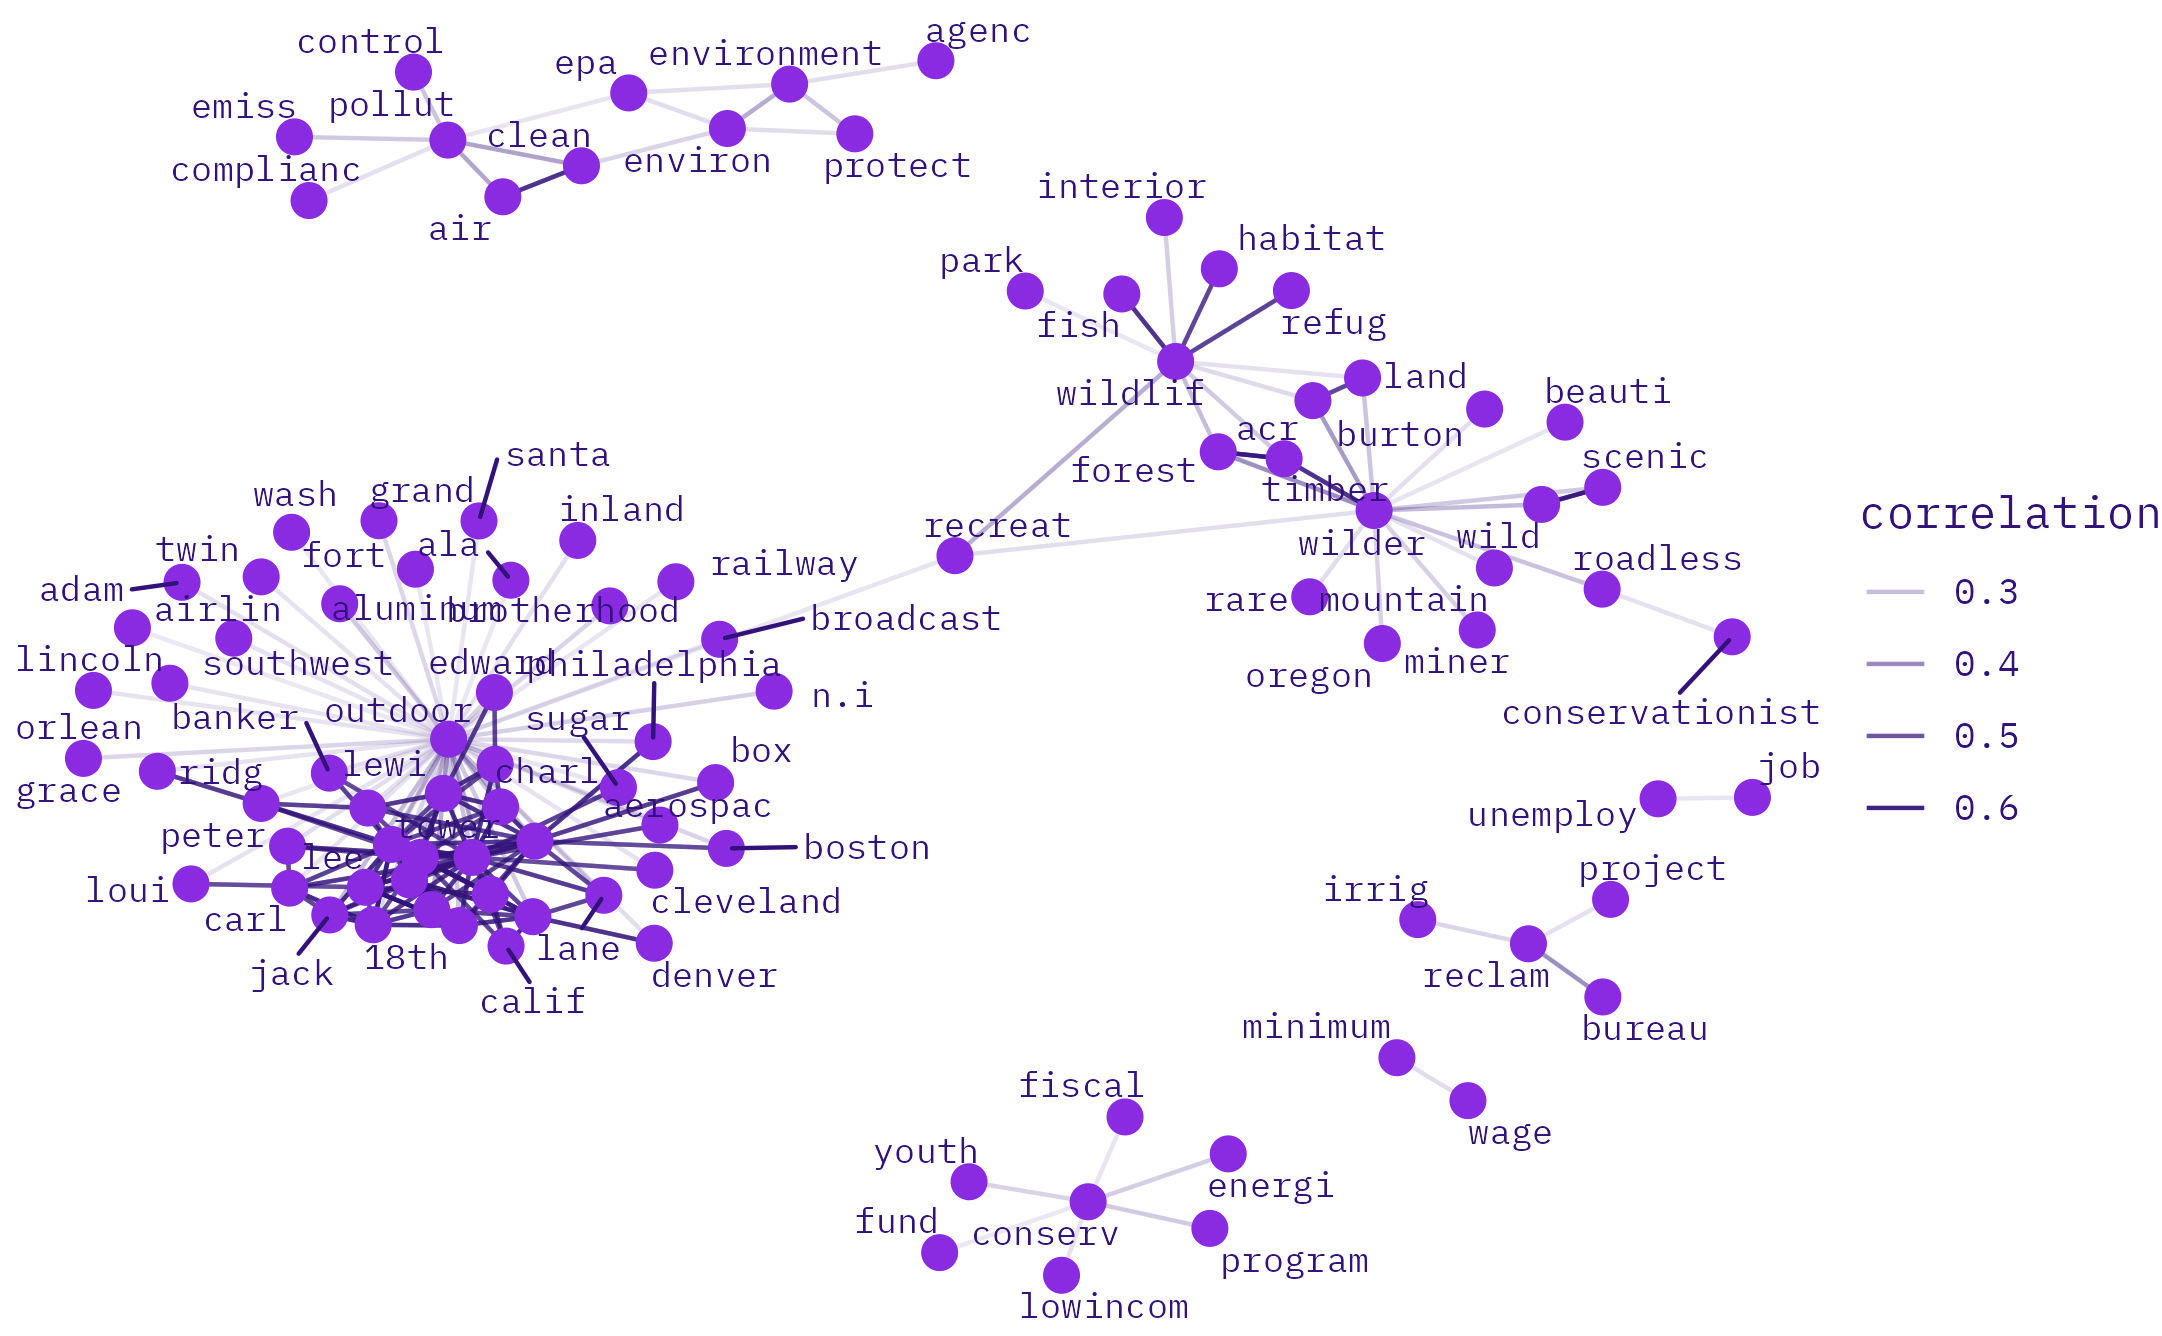 control
agenc
environment
epa
emiss
pollut
clean
complianc
environ
protect
air
interior
habitat
park
fish
refug
wildlif
land
beauti
acr
burton
forest
scenic
timber
santa
grand
wash
inland
recreat
wilder
wild
roadless
fort
ala
twin
railway
adam
airlin
aluminum
brotherhood
broadcast
rare
mountain
lincoln
southwest
edward
philadelphia
oregon
miner
n.i
conservationist
orlean
banker
outdoor
sugar
box
grace
ridg
lewi
charl
aerospac
job
unemploy
peter
tower
lee
boston
loui
carl
cleveland
project
irrig
18th
lane
jack
denver
reclam
calif
bureau
minimum
wage
fiscal
youth
energi
fund
conserv
program
lowincom
correlation
0.3
0.4
0.5
0.6